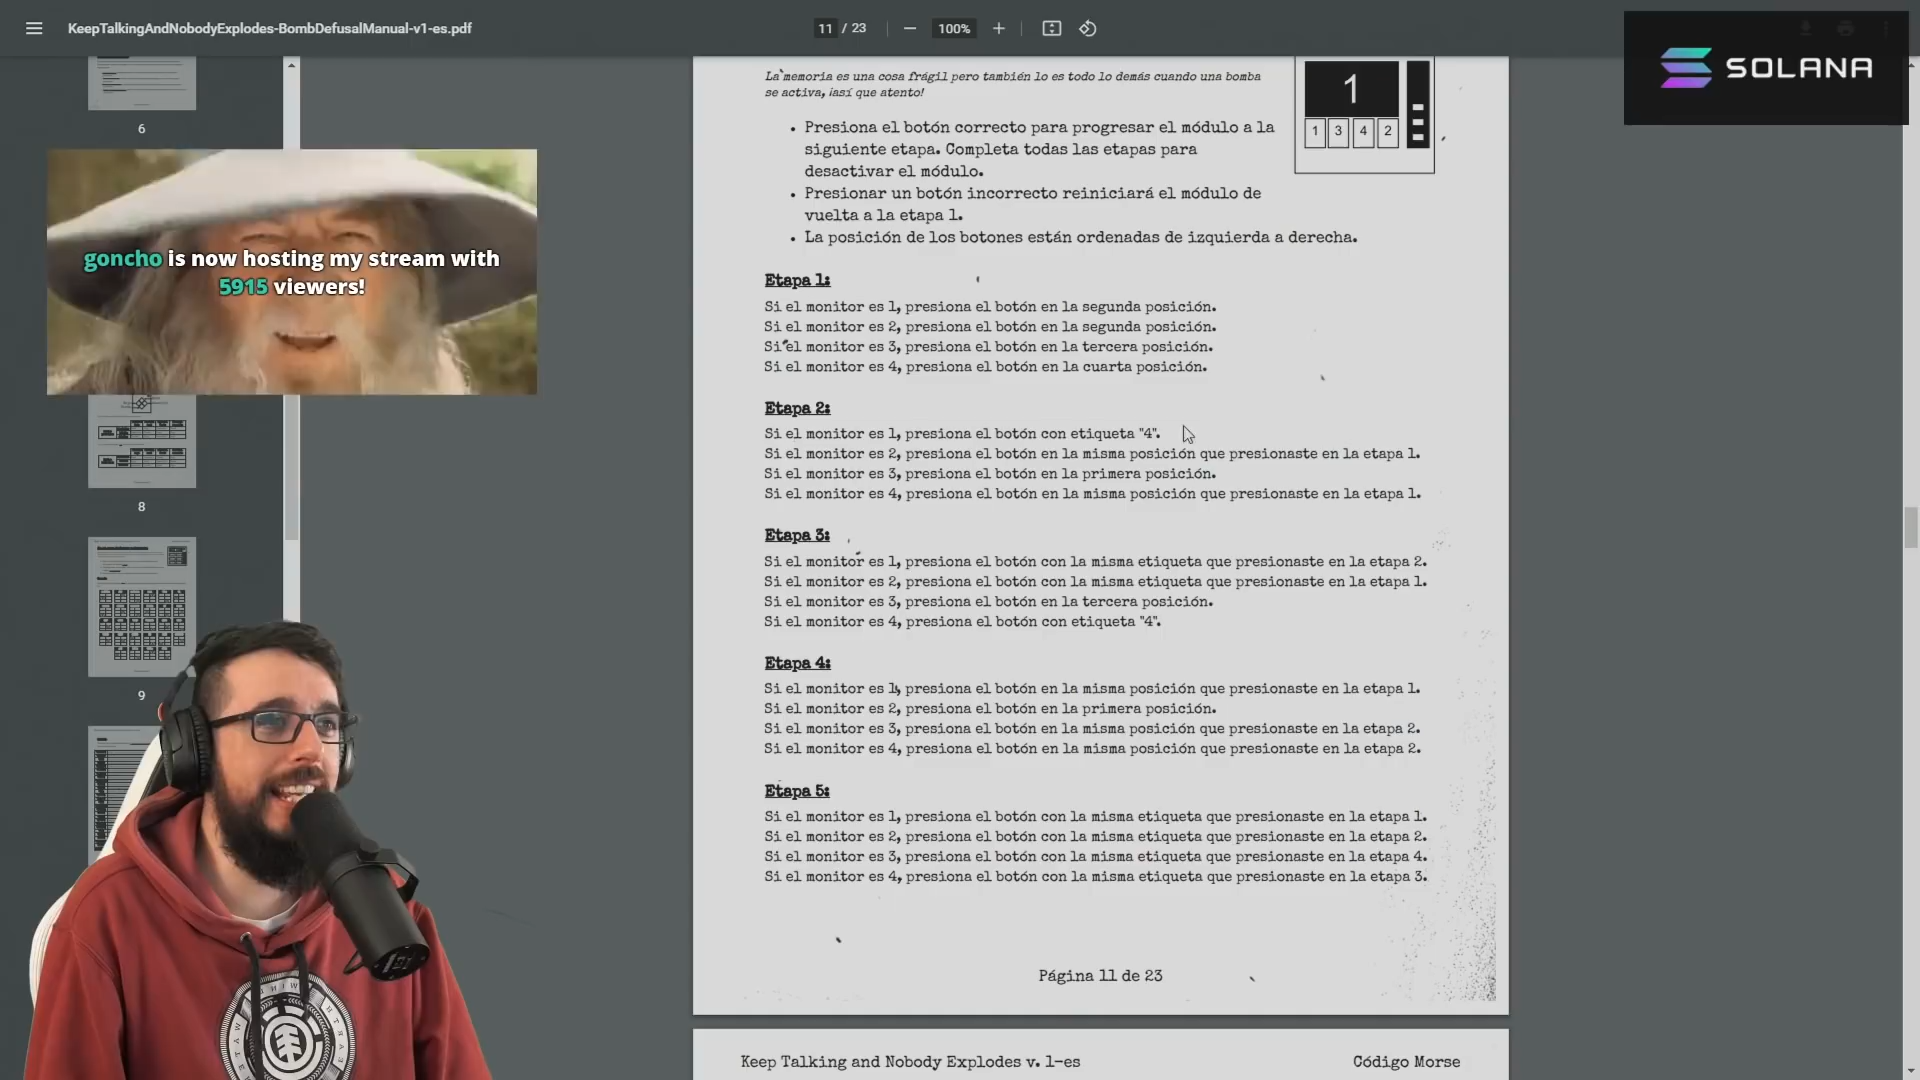 KeepTalkingAndNobodyExplodes-BombDefusalManual-v1-es.pdf
11 / 23
100%
SOLANA
6
goncho is now hosting my stream with
5915 viewers!
8
9
La memoria es una cosa frágil pero también lo es todo lo demás cuando una bomba
se activa, ¡así que atento!
1
1 3 4 2
• Presiona el botón correcto para progresar el módulo a la
siguiente etapa. Completa todas las etapas para
desactivar el módulo.
• Presionar un botón incorrecto reiniciará el módulo de
vuelta a la etapa 1.
• La posición de los botones están ordenadas de izquierda a derecha.
Etapa 1:
Si el monitor es 1, presiona el botón en la segunda posición.
Si el monitor es 2, presiona el botón en la segunda posición.
Si el monitor es 3, presiona el botón en la tercera posición.
Si el monitor es 4, presiona el botón en la cuarta posición.
Etapa 2:
Si el monitor es 1, presiona el botón con etiqueta "4".
Si el monitor es 2, presiona el botón en la misma posición que presionaste en la etapa 1.
Si el monitor es 3, presiona el botón en la primera posición.
Si el monitor es 4, presiona el botón en la misma posición que presionaste en la etapa 1.
Etapa 3:
Si el monitor es 1, presiona el botón con la misma etiqueta que presionaste en la etapa 2.
Si el monitor es 2, presiona el botón con la misma etiqueta que presionaste en la etapa 1.
Si el monitor es 3, presiona el botón en la tercera posición.
Si el monitor es 4, presiona el botón con etiqueta "4".
Etapa 4:
Si el monitor es 1, presiona el botón en la misma posición que presionaste en la etapa 1.
Si el monitor es 2, presiona el botón en la primera posición.
Si el monitor es 3, presiona el botón en la misma posición que presionaste en la etapa 2.
Si el monitor es 4, presiona el botón en la misma posición que presionaste en la etapa 2.
Etapa 5:
Si el monitor es 1, presiona el botón con la misma etiqueta que presionaste en la etapa 1.
Si el monitor es 2, presiona el botón con la misma etiqueta que presionaste en la etapa 2.
Si el monitor es 3, presiona el botón con la misma etiqueta que presionaste en la etapa 4.
Si el monitor es 4, presiona el botón con la misma etiqueta que presionaste en la etapa 3.
Página 11 de 23
Keep Talking and Nobody Explodes v. 1-es
Código Morse